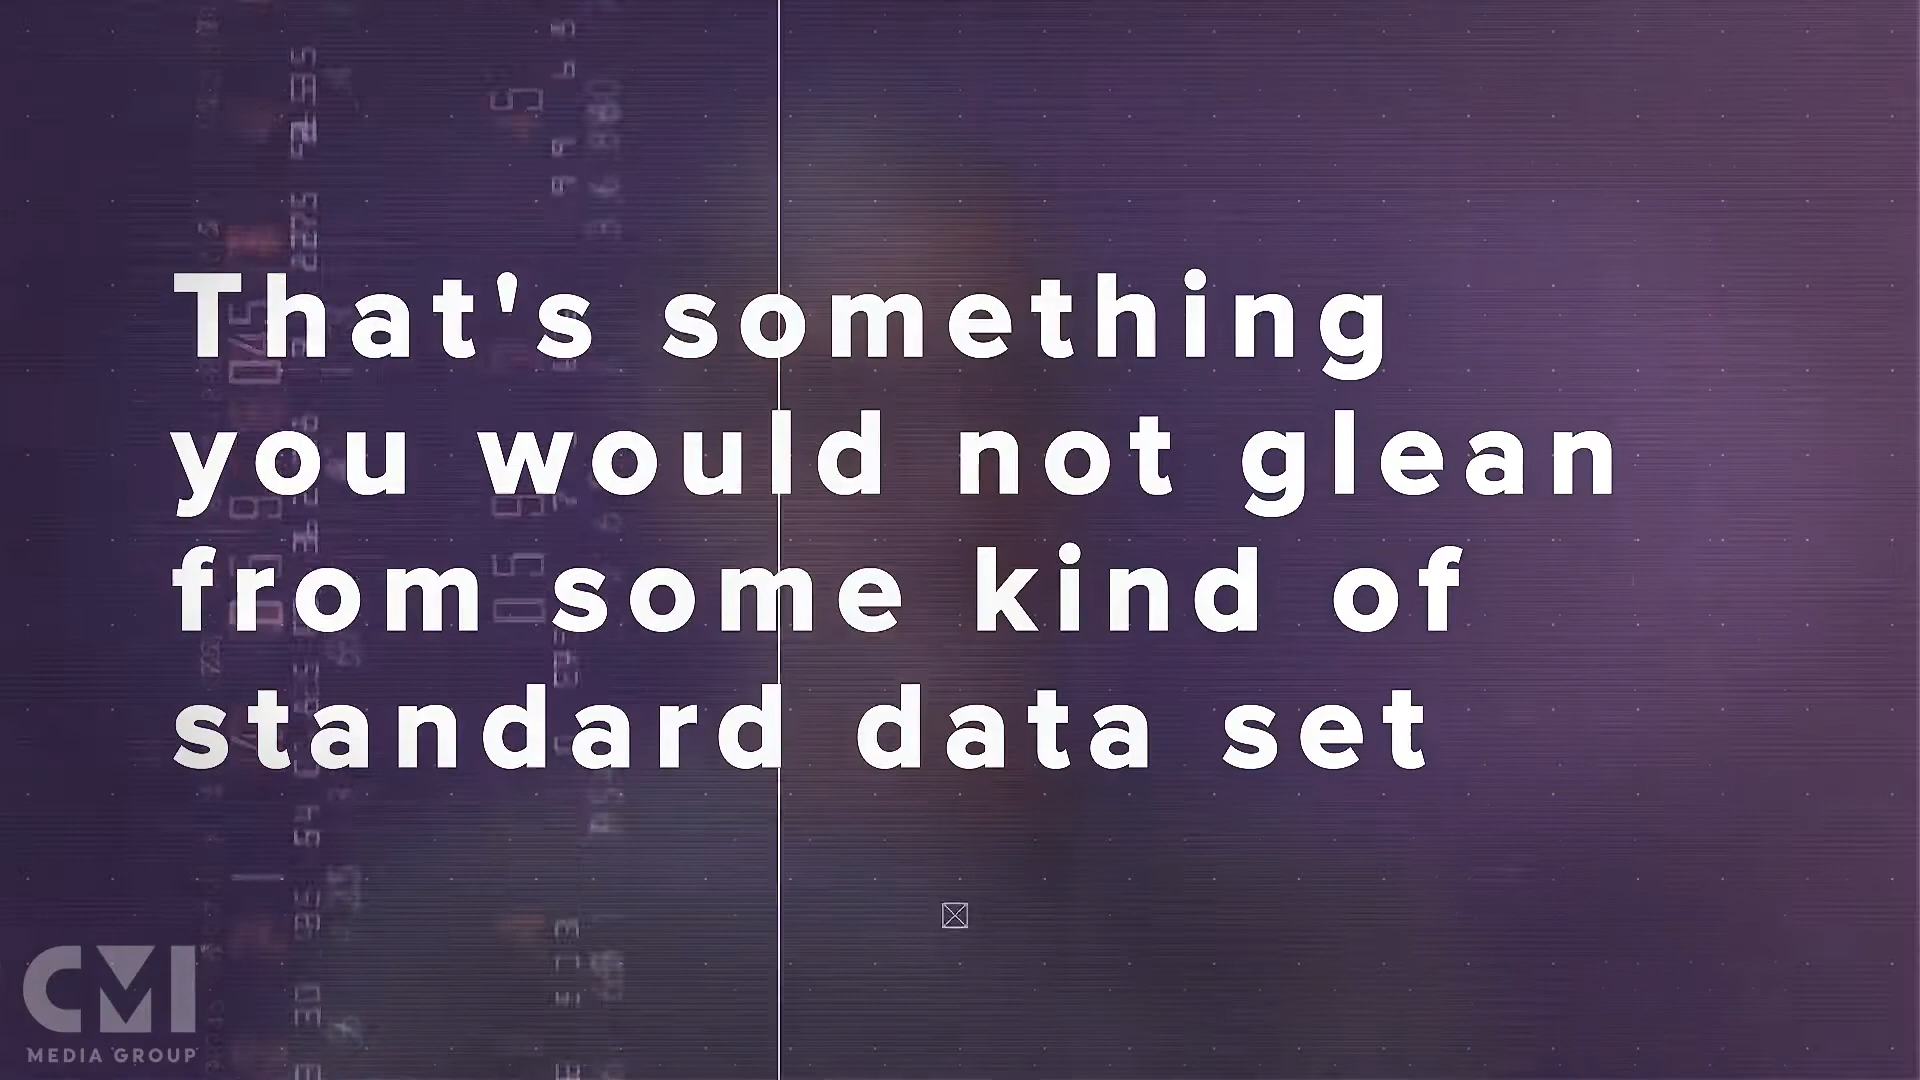 That's something
you would not glean
from some kind of
standard data set
CMI
MEDIA GROUP